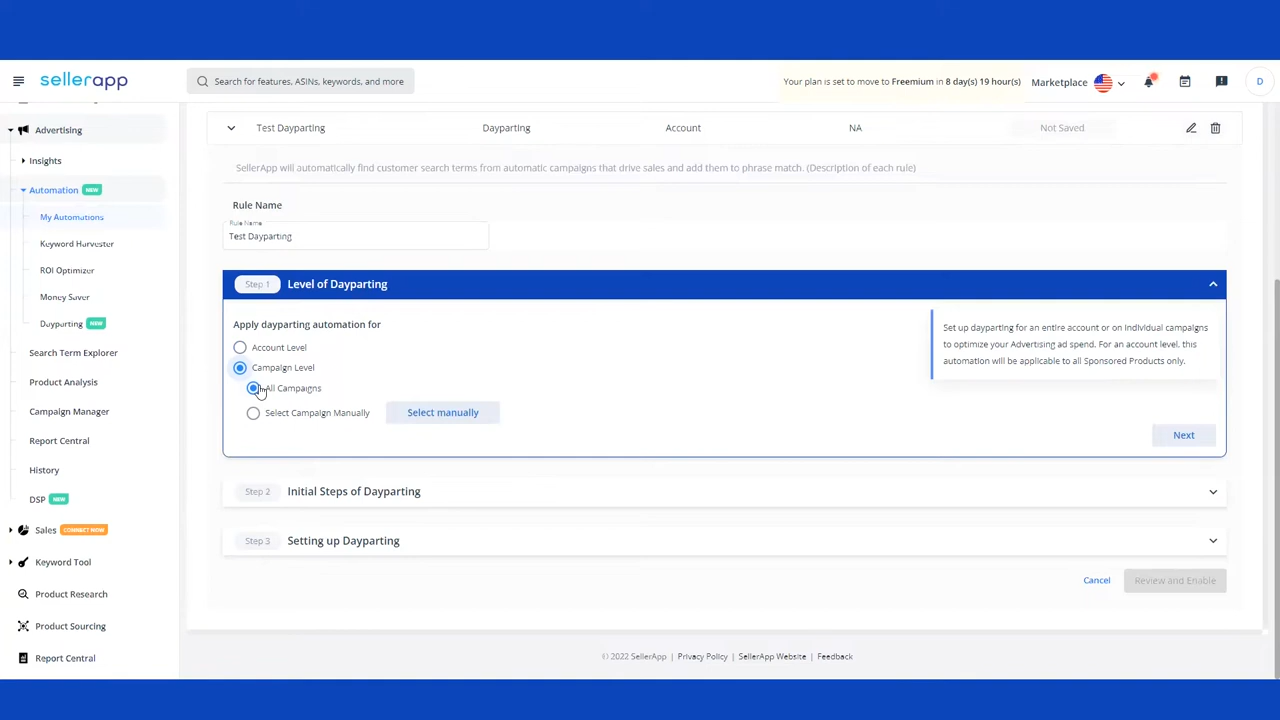 sellerapp
Search for features, ASINs, keywords, and more
Your plan is set to move to Freemium in 8 day(s) 19 hour(s)
Marketplace
D
Advertising
Insights
Automation NEW
My Automations
Keyword Harvester
ROI Optimizer
Money Saver
Dayparting NEW
Search Term Explorer
Product Analysis
Campaign Manager
Report Central
History
DSP NEW
Sales CONNECT NOW
Keyword Tool
Product Research
Product Sourcing
Report Central
Test Dayparting Dayparting Account NA Not Saved
SellerApp will automatically find customer search terms from automatic campaigns that drive sales and add them to phrase match. (Description of each rule)
Rule Name
Rule Name
Test Dayparting
Step 1 Level of Dayparting
Apply dayparting automation for
Account Level
Campaign Level
All Campaigns
Select Campaign Manually Select manually
Set up dayparting for an entire account or on individual campaigns
to optimize your Advertising ad spend. For an account level, this
automation will be applicable to all Sponsored Products only.
Next
Step 2 Initial Steps of Dayparting
Step 3 Setting up Dayparting
Cancel Review and Enable
© 2022 SellerApp | Privacy Policy | SellerApp Website | Feedback